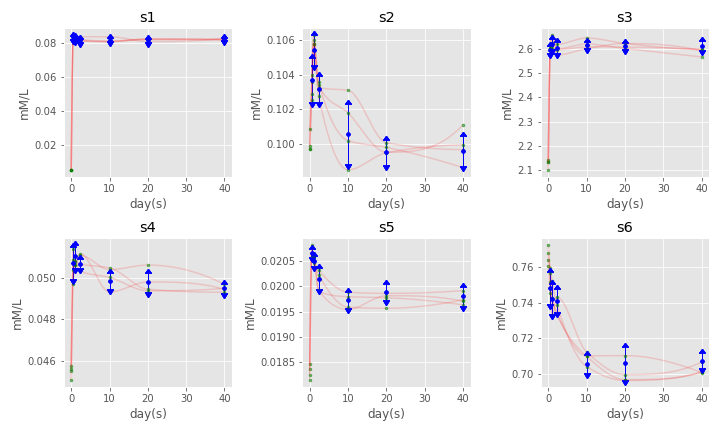 s1 s2 s3
0.08
0.06
0.04
0.02
mM/L
0 10 20 30 40
day(s)
0.106
0.104
0.102
0.100
mM/L
0 10 20 30 40
day(s)
2.6
2.5
2.4
2.3
2.2
2.1
mM/L
0 10 20 30 40
day(s)
s4 s5 s6
0.050
0.048
0.046
mM/L
0 10 20 30 40
day(s)
0.0205
0.0200
0.0195
0.0190
0.0185
mM/L
0 10 20 30 40
day(s)
0.76
0.74
0.72
0.70
mM/L
0 10 20 30 40
day(s)